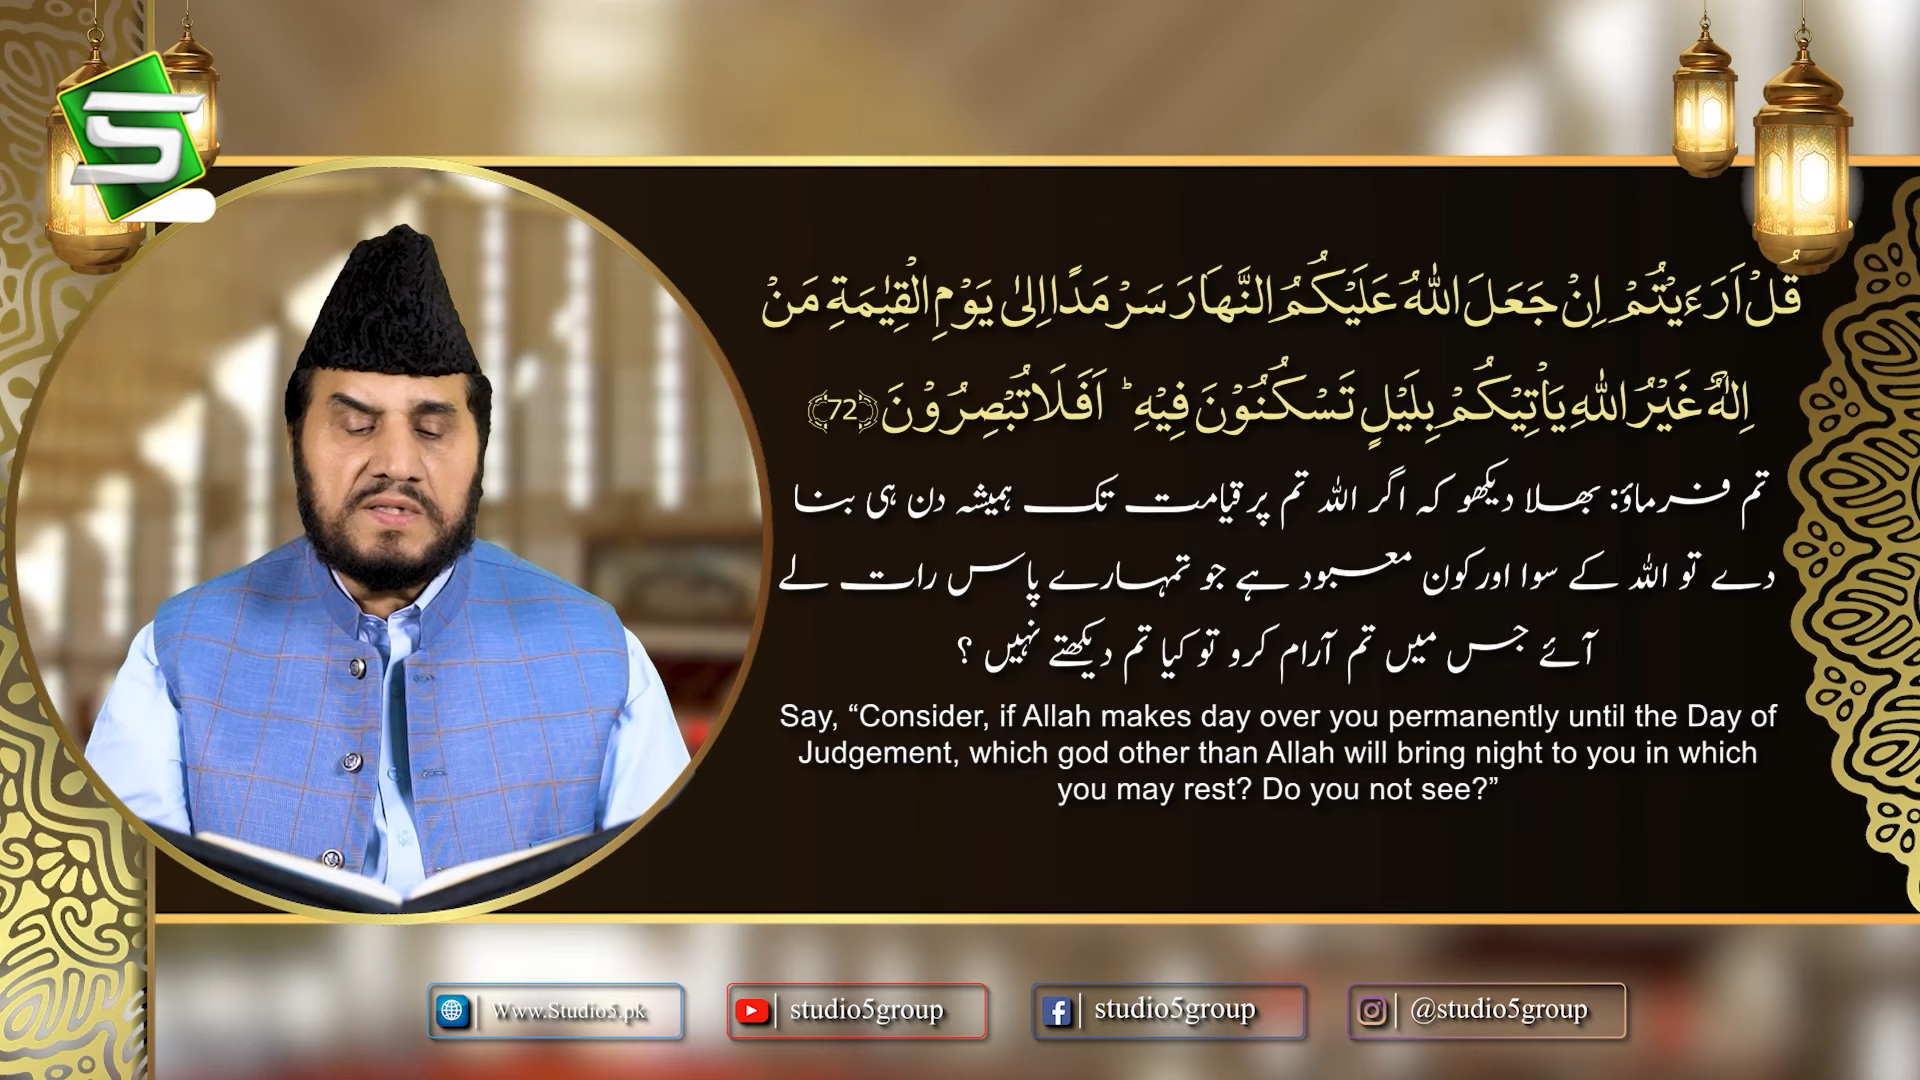 قُلْ اَرَءَیْتُمْ اِنْ جَعَلَ اللّٰهُ عَلَیْكُمُ النَّهَارَ سَرْمَدًا اِلٰى یَوْمِ الْقِیٰمَةِ مَنْ
اِلٰهٌ غَیْرُ اللّٰهِ یَاْتِیْكُمْ بِلَیْلٍ تَسْكُنُوْنَ فِیْهِؕ اَفَلَا تُبْصِرُوْنَ ﴿72﴾
تم فرماؤ: بھلا دیکھو کہ اگر اللہ تم پر قیامت تک ہمیشہ دن ہی بنا
دے تو اللہ کے سوا اور کون معبود ہے جو تمہارے پاس رات لے
آئے جس میں تم آرام کرو تو کیا تم دیکھتے نہیں ؟
Say, “Consider, if Allah makes day over you permanently until the Day of
Judgement, which god other than Allah will bring night to you in which
you may rest? Do you not see?”
Www.Studio5.pk
studio5group
studio5group
@studio5group